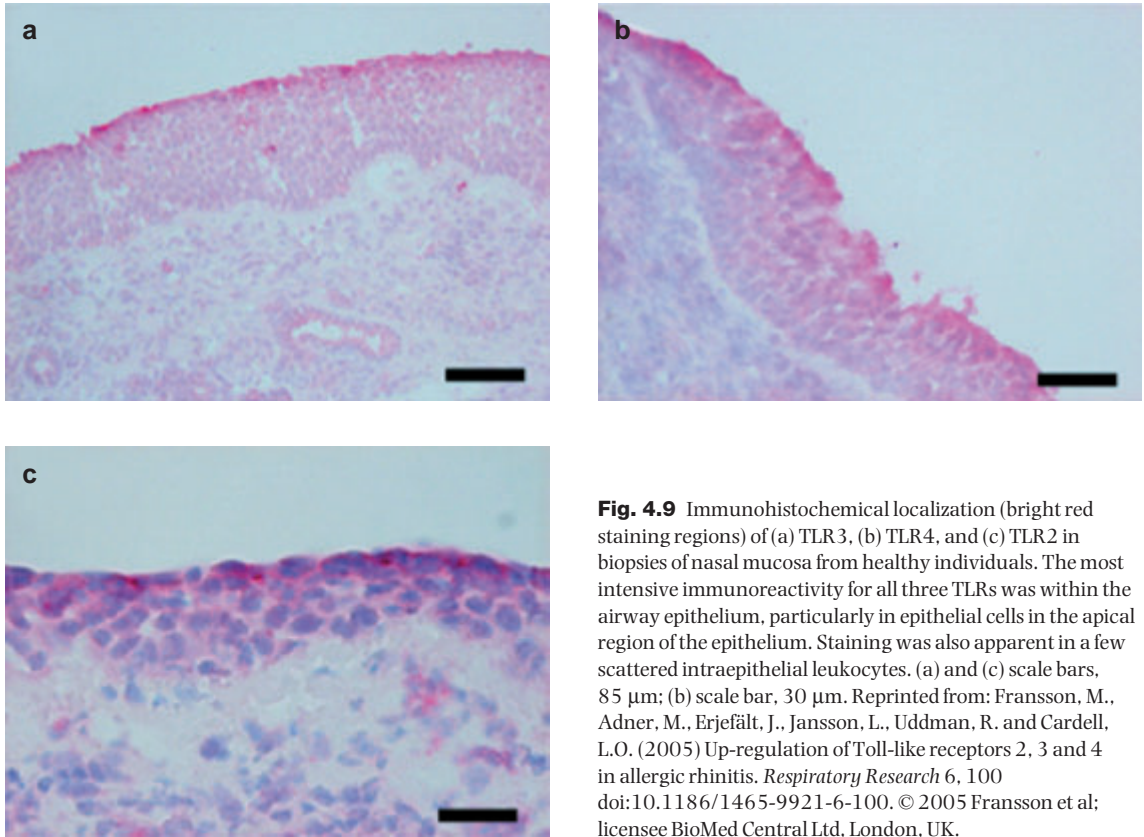 a
b
c
Fig. 4.9 Immunohistochemical localization (bright red
staining regions) of (a) TLR3, (b) TLR4, and (c) TLR2 in
biopsies of nasal mucosa from healthy individuals. The most
intensive immunoreactivity for all three TLRs was within the
airway epithelium, particularly in epithelial cells in the apical
region of the epithelium. Staining was also apparent in a few
scattered intraepithelial leukocytes. (a) and (c) scale bars,
85 μm; (b) scale bar, 30 μm. Reprinted from: Fransson, M.,
Adner, M., Erjefält, J., Jansson, L., Uddman, R. and Cardell,
L.O. (2005) Up-regulation of Toll-like receptors 2, 3 and 4
in allergic rhinitis. Respiratory Research 6, 100
doi:10.1186/1465-9921-6-100. © 2005 Fransson et al;
licensee BioMed Central Ltd, London, UK.